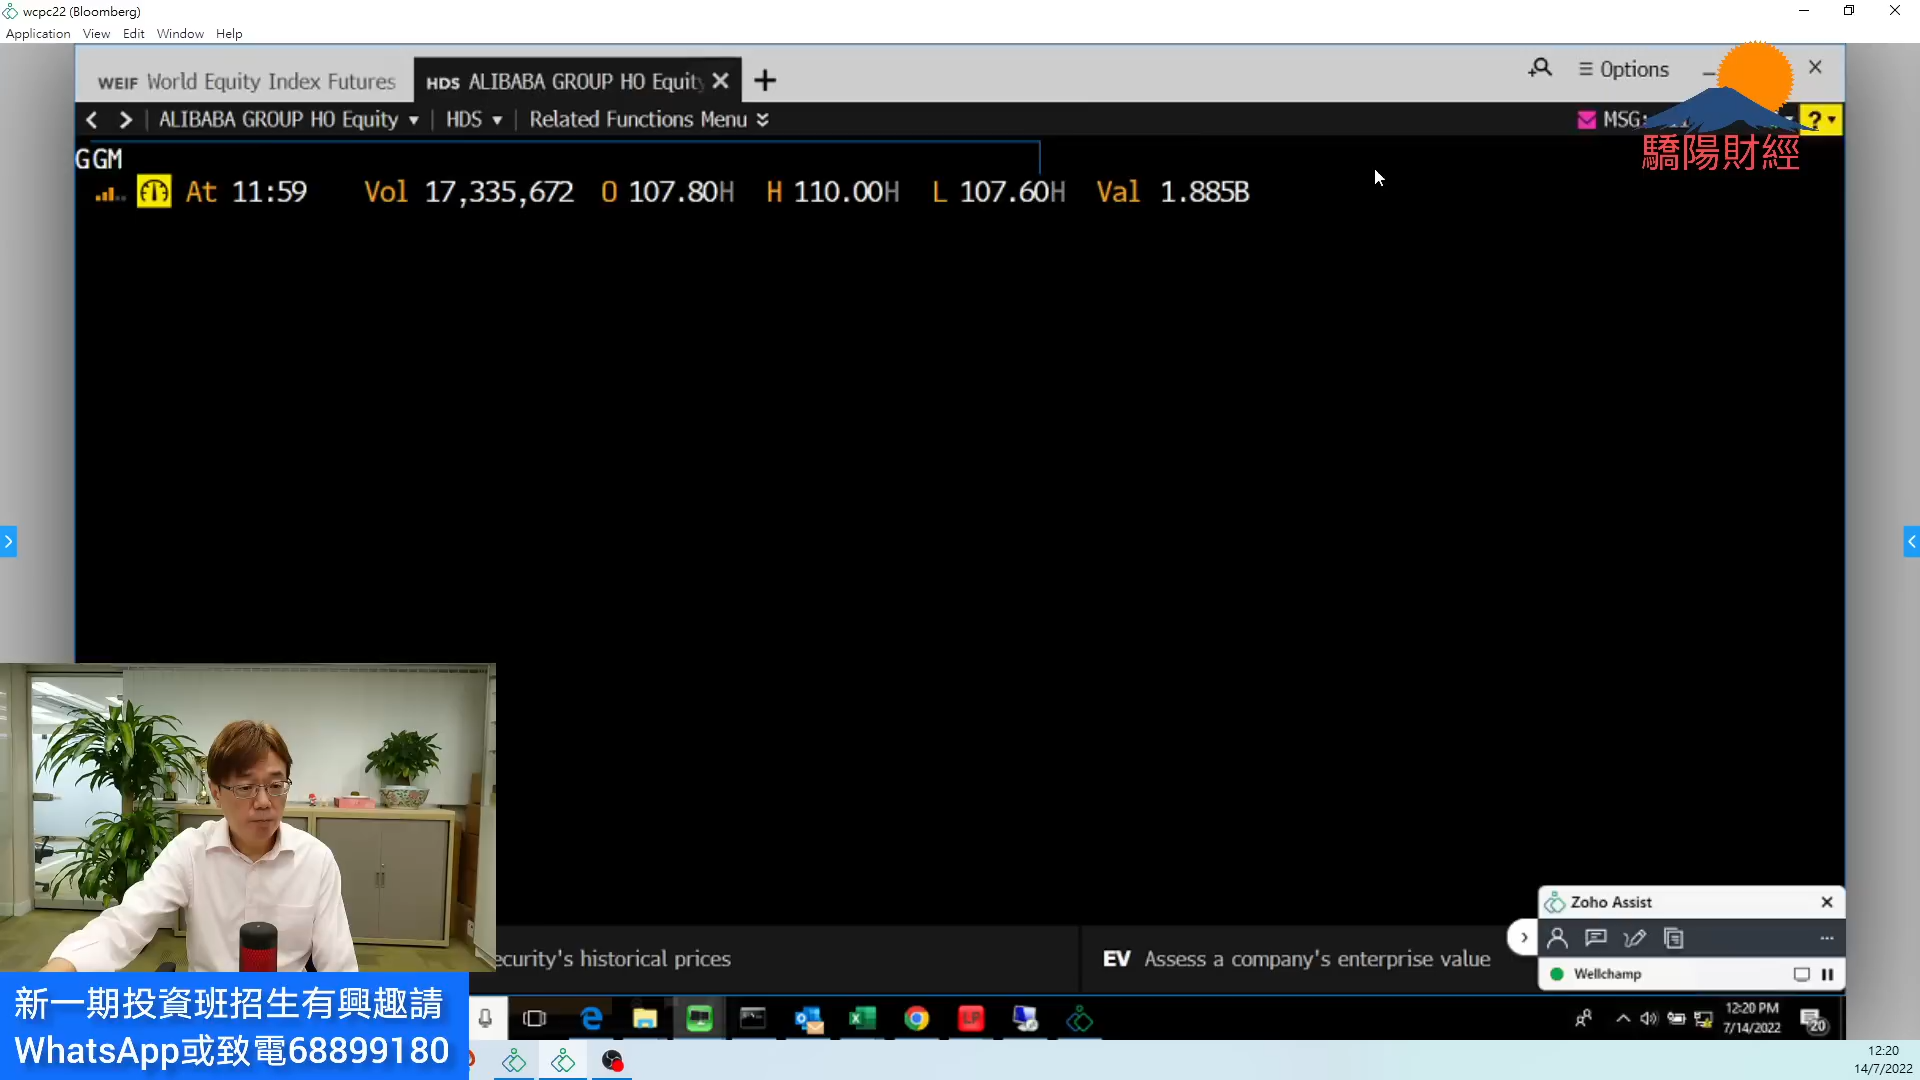 wcpc22 (Bloomberg)
Application View Edit Window Help
WEIF World Equity Index Futures
HDS ALIBABA GROUP HO Equity
Options
ALIBABA GROUP HO Equity
HDS
Related Functions Menu
MSG:
?
驕陽財經
GGM
At 11:59 Vol 17,335,672 O 107.80H H 110.00H L 107.60H Val 1.885B
Zoho Assist
Wellchamp
ecurity's historical prices
EV Assess a company's enterprise value
新一期投資班招生有興趣請
WhatsApp或致電68899180
LP
12:20 PM
7/14/2022
20
12:20
14/7/2022